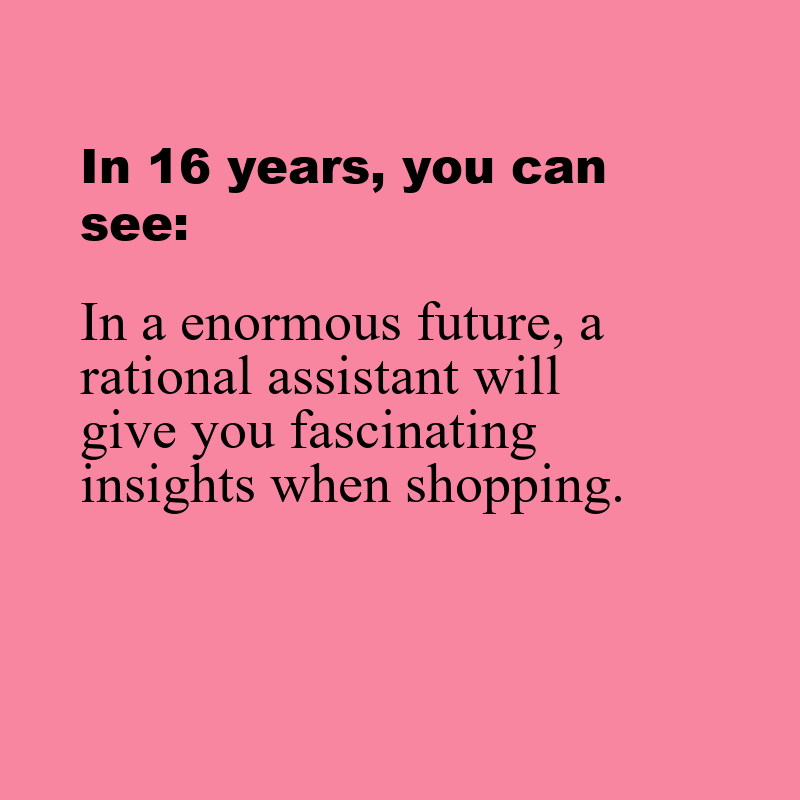 In 16 years, you can
see:
In a enormous future, a
rational assistant will
give you fascinating
insights when shopping.